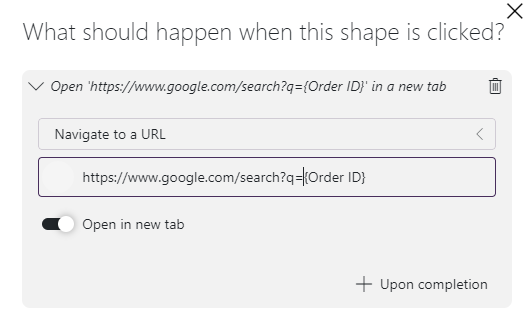 What should happen when this shape is clicked?
Open 'https://www.google.com/search?q={Order ID}' in a new tab
Navigate to a URL
https://www.google.com/search?q={Order ID}
Open in new tab
Upon completion